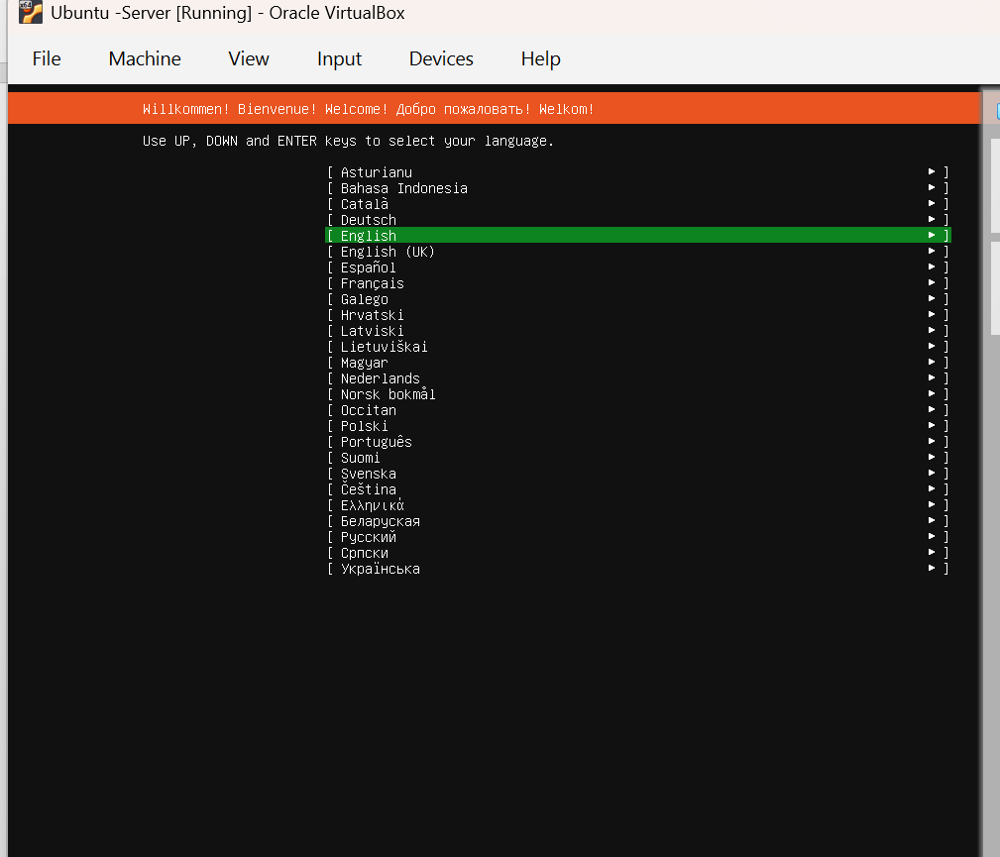 Ubuntu -Server [Running] - Oracle VirtualBox
File Machine View Input Devices Help
Willkommen! Bienvenue! Welcome! Добро пожаловать! Welkom!
Use UP, DOWN and ENTER keys to select your language.
[ Asturianu ► ]
[ Bahasa Indonesia ► ]
[ Català ► ]
[ Deutsch ► ]
[ English ► ]
[ English (UK) ► ]
[ Español ► ]
[ Français ► ]
[ Galego ► ]
[ Hrvatski ► ]
[ Latviski ► ]
[ Lietuviškai ► ]
[ Magyar ► ]
[ Nederlands ► ]
[ Norsk bokmål ► ]
[ Occitan ► ]
[ Polski ► ]
[ Português ► ]
[ Suomi ► ]
[ Svenska ► ]
[ Čeština ► ]
[ Ελληνικά ► ]
[ Беларуская ► ]
[ Русский ► ]
[ Српски ► ]
[ Українська ► ]